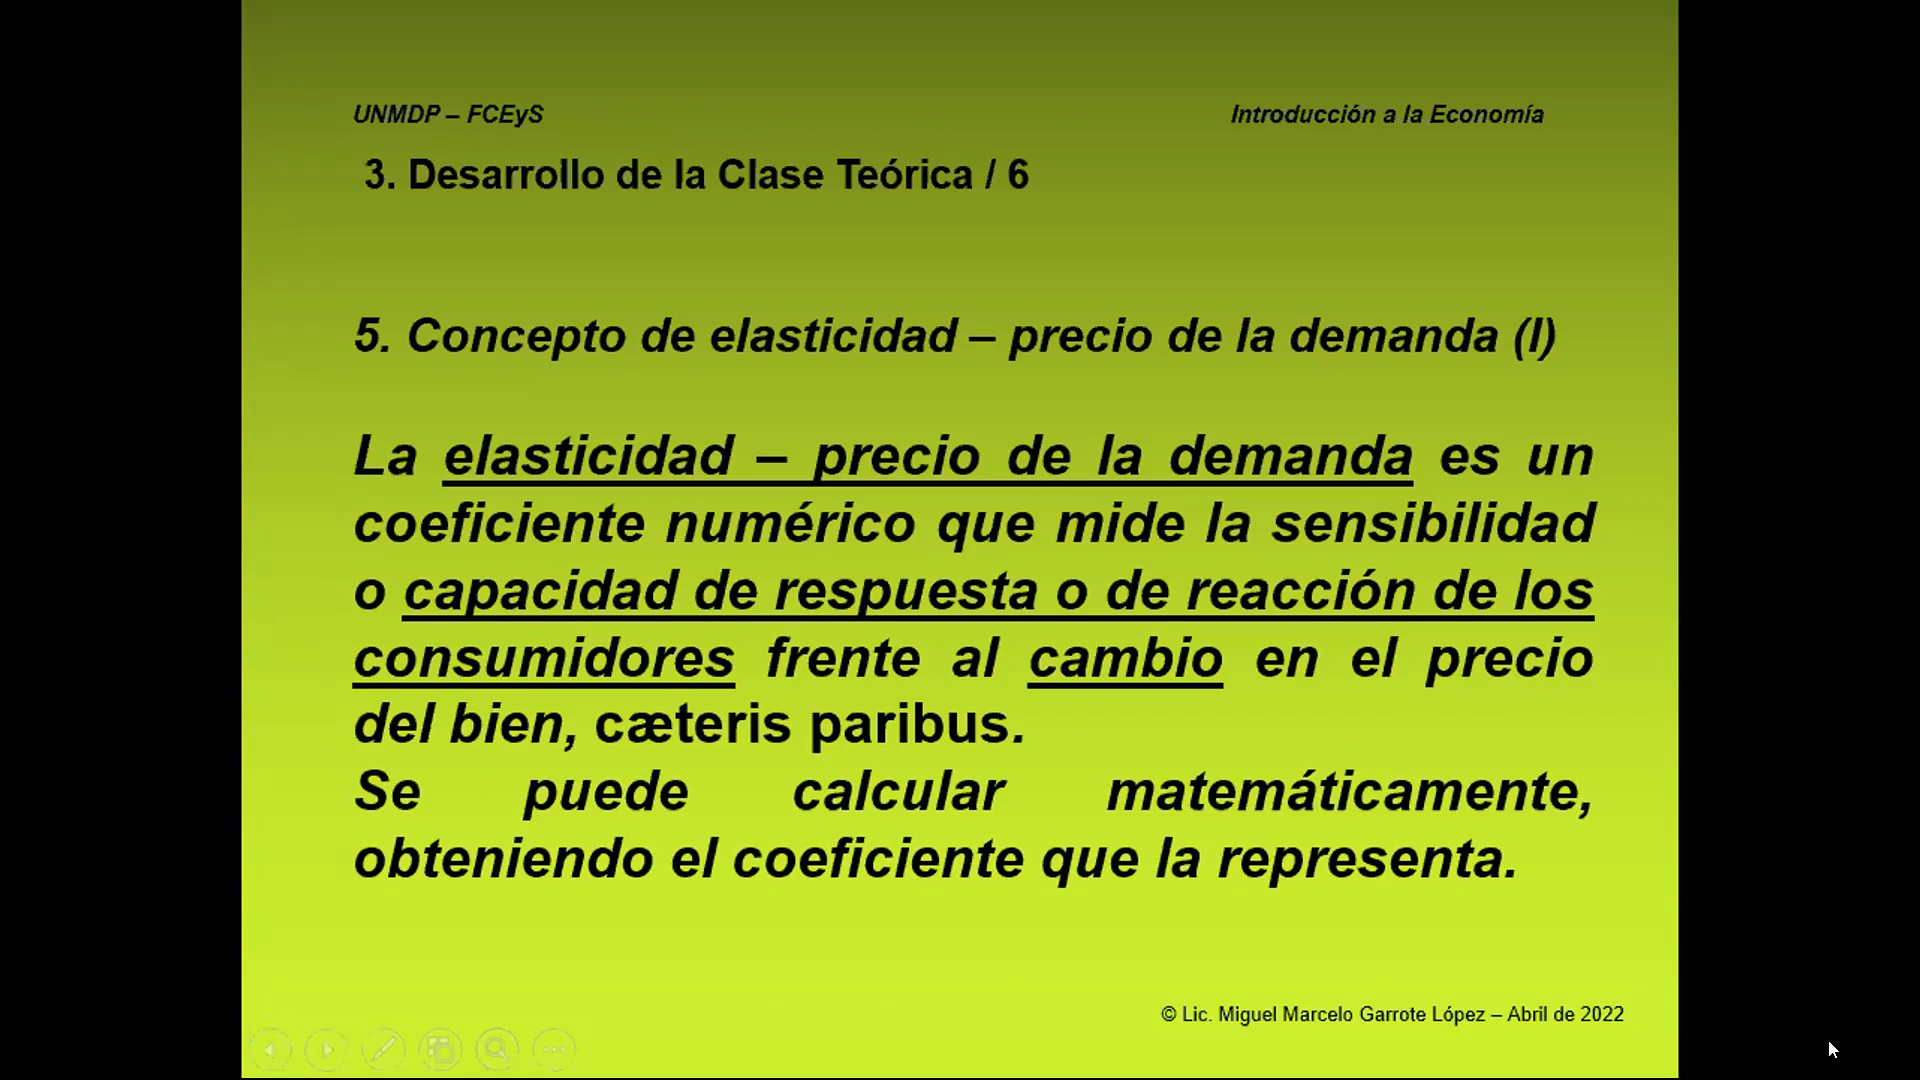 UNMDP – FCEyS
Introducción a la Economía
3. Desarrollo de la Clase Teórica / 6
5. Concepto de elasticidad – precio de la demanda (I)
La elasticidad – precio de la demanda es un
coeficiente numérico que mide la sensibilidad
o capacidad de respuesta o de reacción de los
consumidores frente al cambio en el precio
del bien, cæteris paribus.
Se puede calcular matemáticamente,
obteniendo el coeficiente que la representa.
© Lic. Miguel Marcelo Garrote López – Abril de 2022